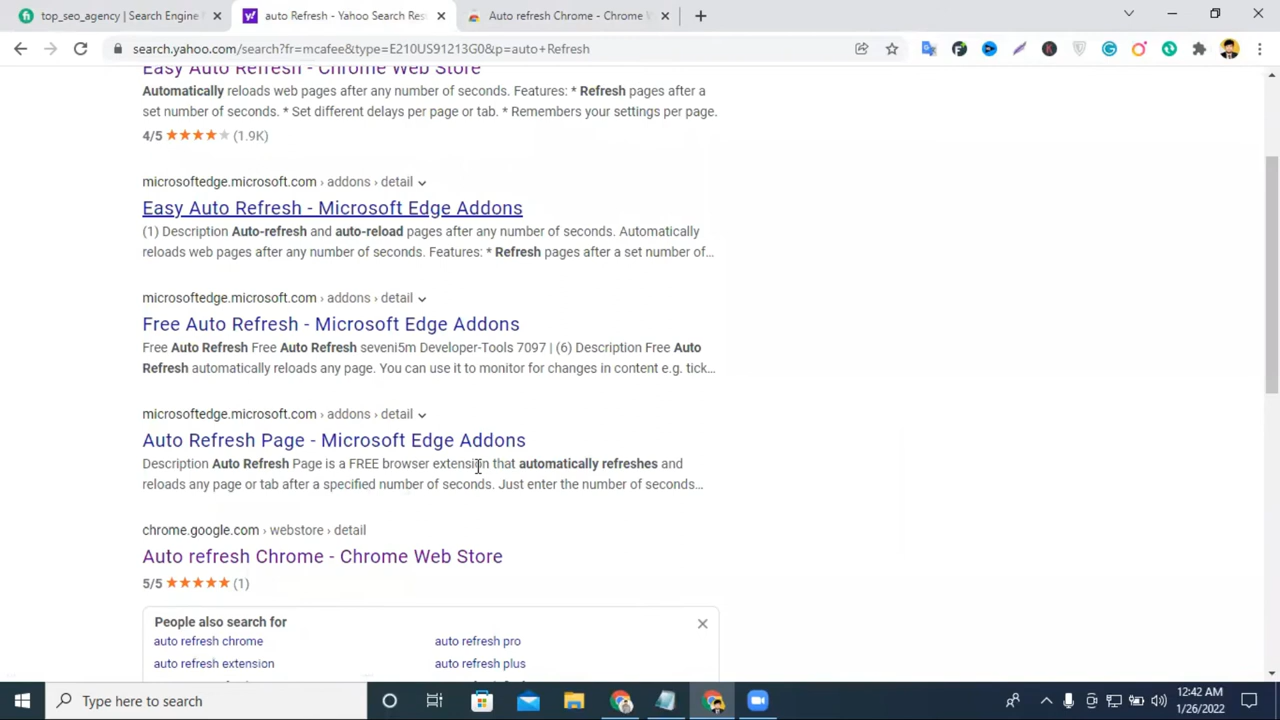 top_seo_agency | Search Engine
auto Refresh - Yahoo Search Res
Auto refresh Chrome - Chrome W
search.yahoo.com/search?fr=mcafee&type=E210US91213G0&p=auto+Refresh
Easy Auto Refresh - Chrome Web Store
Automatically reloads web pages after any number of seconds. Features: * Refresh pages after a
set number of seconds. * Set different delays per page or tab. * Remembers your settings per page.
4/5 ★★★★☆ (1.9K)
microsoftedge.microsoft.com › addons › detail
Easy Auto Refresh - Microsoft Edge Addons
(1) Description Auto-refresh and auto-reload pages after any number of seconds. Automatically
reloads web pages after any number of seconds. Features: * Refresh pages after a set number of...
microsoftedge.microsoft.com › addons › detail
Free Auto Refresh - Microsoft Edge Addons
Free Auto Refresh Free Auto Refresh seveni5m Developer-Tools 7097 | (6) Description Free Auto
Refresh automatically reloads any page. You can use it to monitor for changes in content e.g. tick...
microsoftedge.microsoft.com › addons › detail
Auto Refresh Page - Microsoft Edge Addons
Description Auto Refresh Page is a FREE browser extension that automatically refreshes and
reloads any page or tab after a specified number of seconds. Just enter the number of seconds...
chrome.google.com › webstore › detail
Auto refresh Chrome - Chrome Web Store
5/5 ★★★★★ (1)
People also search for
auto refresh chrome auto refresh pro
auto refresh extension auto refresh plus
Type here to search
12:42 AM
1/26/2022